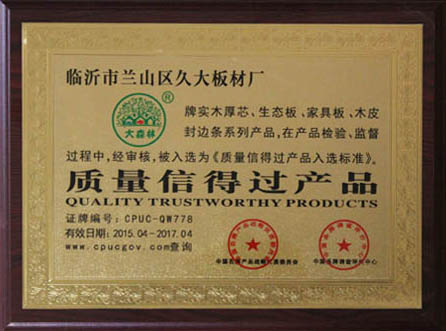 临沂市兰山区久大板材厂
大森林
®
牌实木厚芯、生态板、家具板、木皮
封边条系列产品,在产品检验、监督
过程中,经审核,被入选为《质量信得过产品入选标准》。
质量信得过产品
QUALITY TRUSTWORTHY PRODUCTS
证牌编号:CPUC-QW778
有效日期:2015.04-2017.04
www.cpucgov.com查询